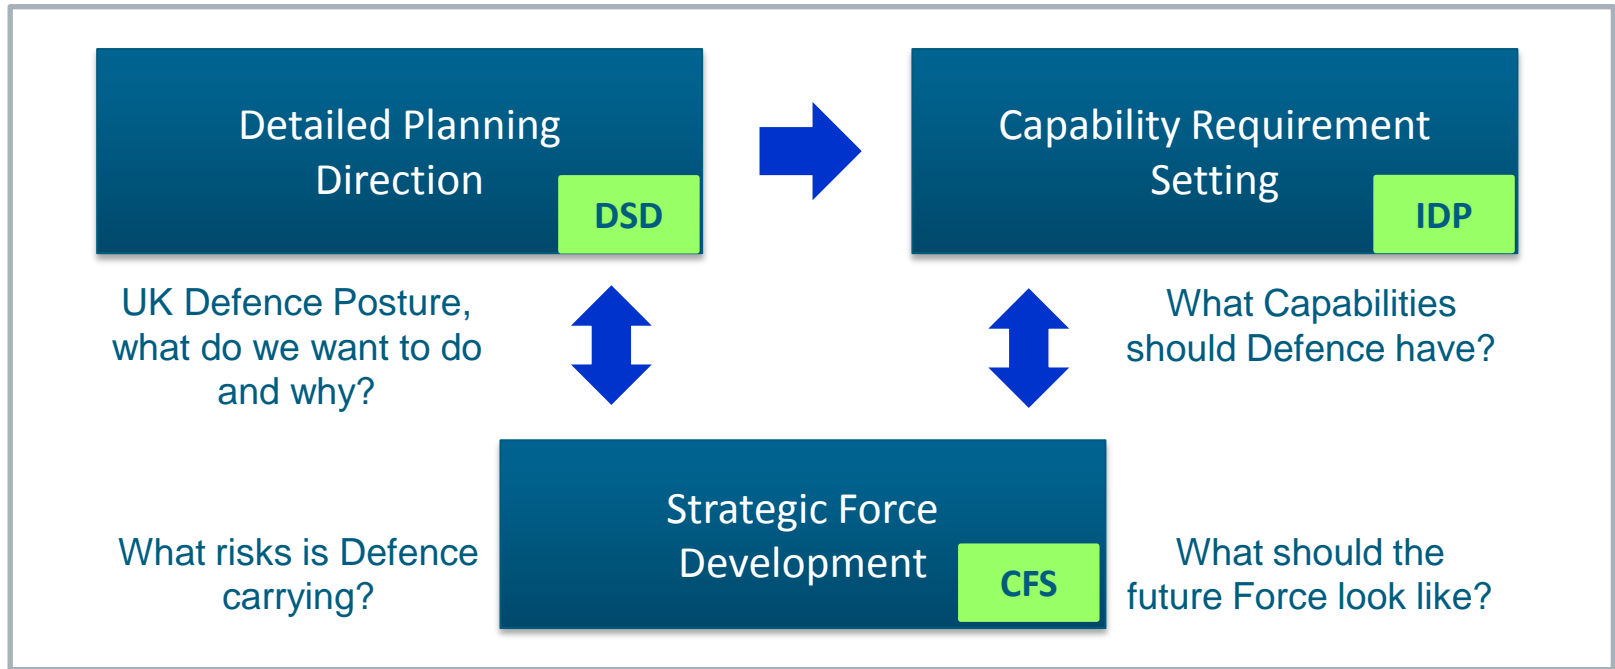 Detailed Planning
Direction
DSD
Capability Requirement
Setting
IDP
UK Defence Posture,
what do we want to do
and why?
What Capabilities
should Defence have?
Strategic Force
Development
CFS
What risks is Defence
carrying?
What should the
future Force look like?